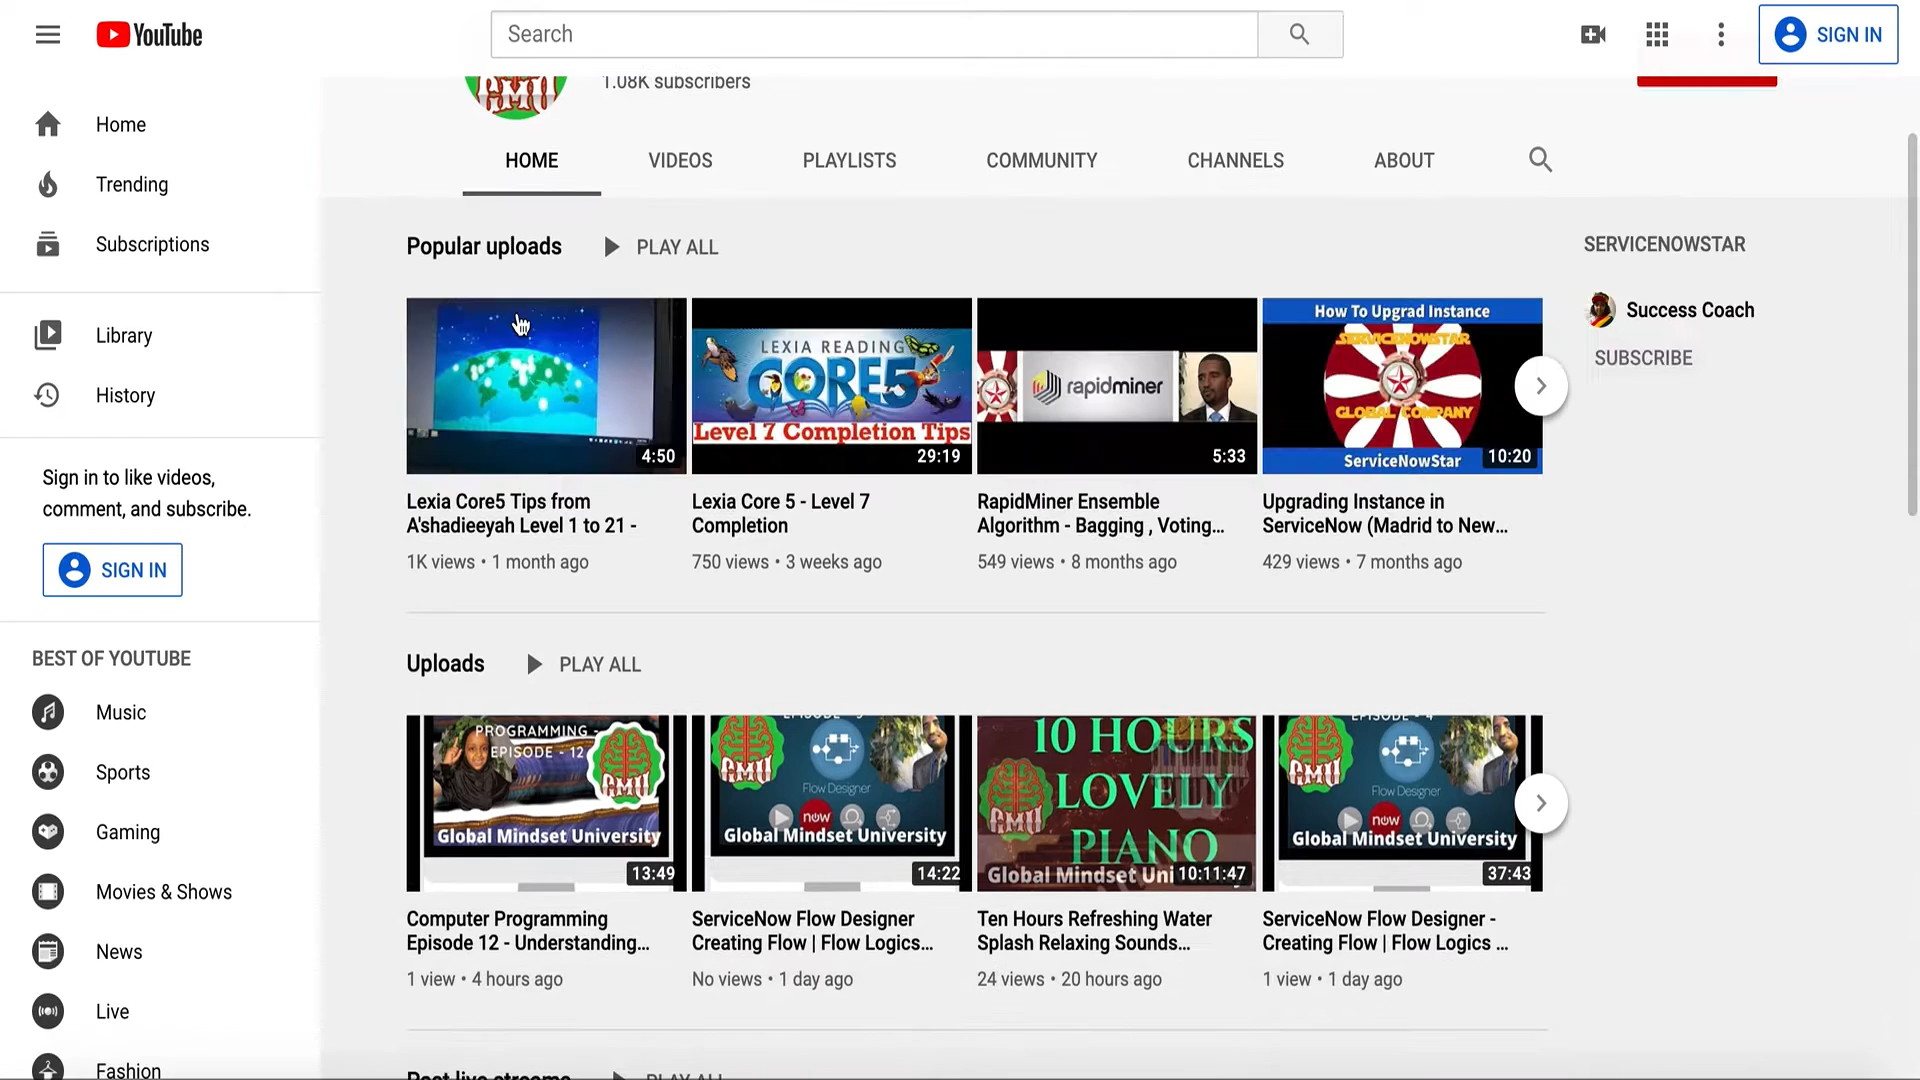 YouTube
Search
SIGN IN
1.08K subscribers
HOME
VIDEOS
PLAYLISTS
COMMUNITY
CHANNELS
ABOUT
Home
Trending
Subscriptions
Library
History
Sign in to like videos,
comment, and subscribe.
SIGN IN
BEST OF YOUTUBE
Music
Sports
Gaming
Movies & Shows
News
Live
Fashion
Popular uploads
PLAY ALL
4:50
Lexia Core5 Tips from
A'shadieeyah Level 1 to 21 -
1K views • 1 month ago
LEXIA READING
CORE5
Level 7 Completion Tips
29:19
Lexia Core 5 - Level 7
Completion
750 views • 3 weeks ago
rapidminer
5:33
RapidMiner Ensemble
Algorithm - Bagging , Voting...
549 views • 8 months ago
How To Upgrad Instance
SERVICENOWSTAR
GLOBAL COMPANY
ServiceNowStar
10:20
Upgrading Instance in
ServiceNow (Madrid to New...
429 views • 7 months ago
SERVICENOWSTAR
Success Coach
SUBSCRIBE
Uploads
PLAY ALL
PROGRAMMING -
EPISODE - 12
GMU
Global Mindset University
13:49
Computer Programming
Episode 12 - Understanding...
1 view • 4 hours ago
GMU
Flow Designer
now
Global Mindset University
14:22
ServiceNow Flow Designer
Creating Flow | Flow Logics...
No views • 1 day ago
10 HOURS
LOVELY
PIANO
GMU
Global Mindset Uni
10:11:47
Ten Hours Refreshing Water
Splash Relaxing Sounds...
24 views • 20 hours ago
EPISODE - 4
GMU
Flow Designer
now
Global Mindset University
37:43
ServiceNow Flow Designer -
Creating Flow | Flow Logics ...
1 view • 1 day ago
Past live streams
PLAY ALL